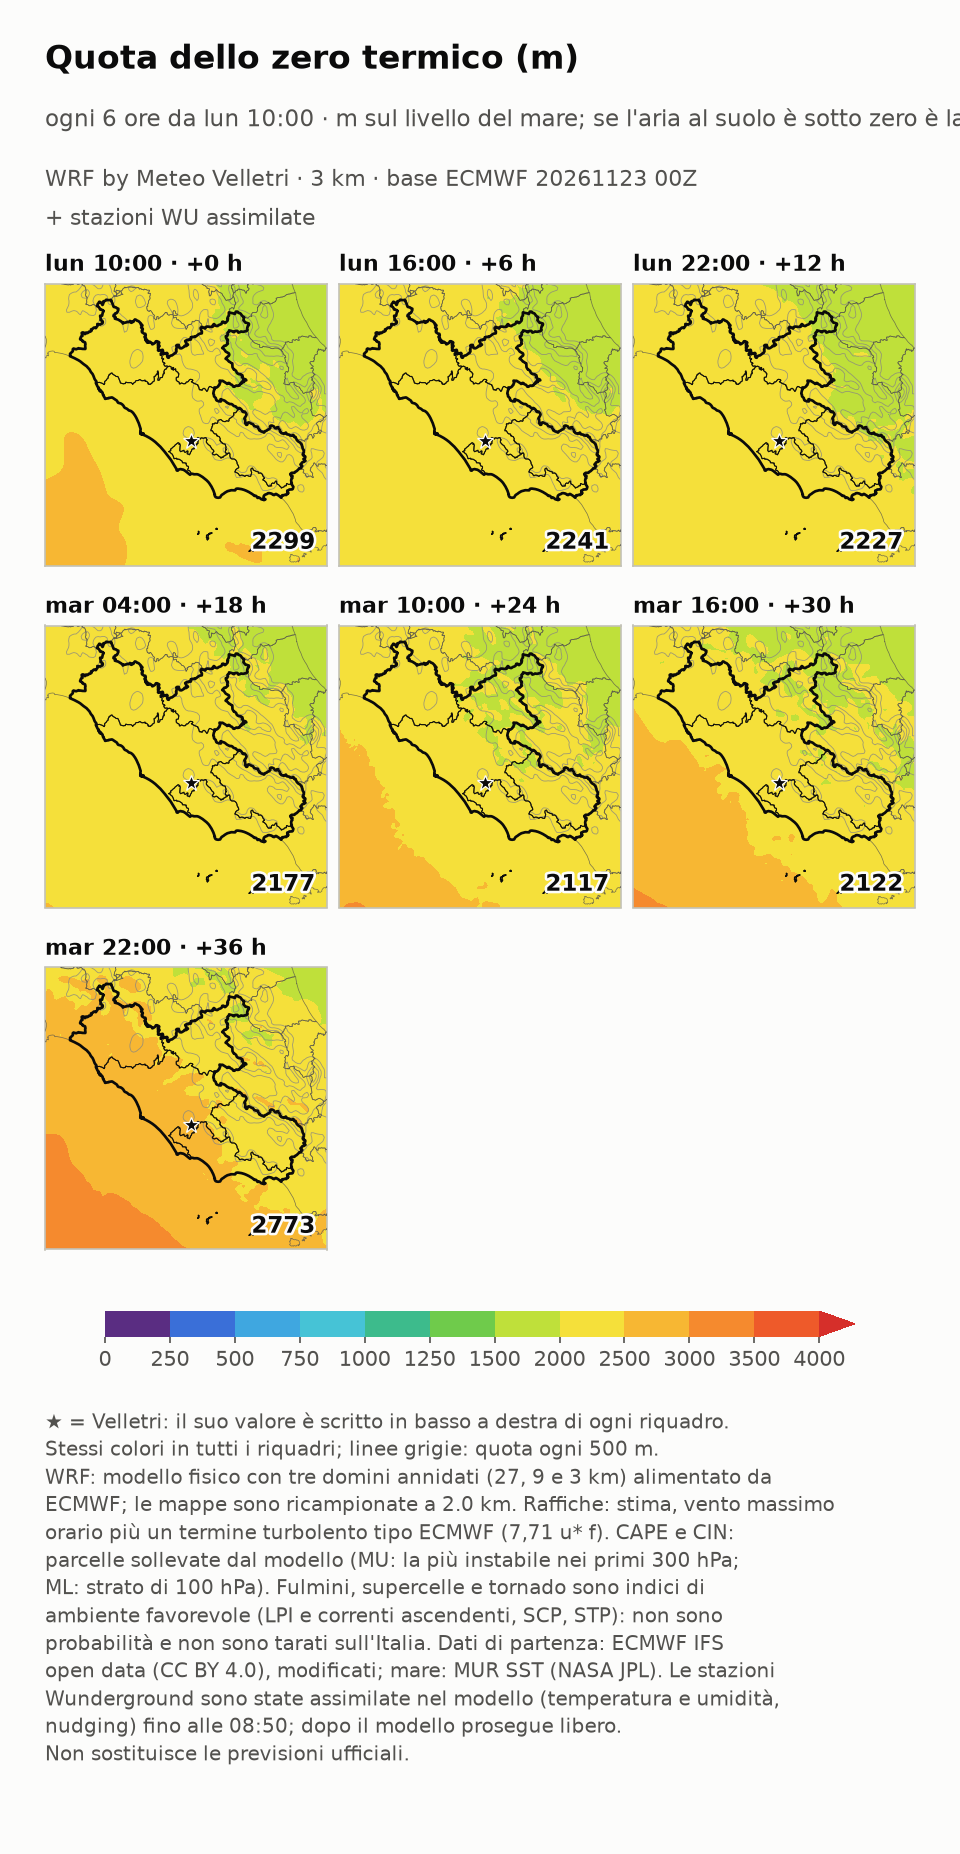 Quota dello zero termico (m)
ogni 6 ore da lun 10:00 · m sul livello del mare; se l'aria al suolo è sotto zero è la
WRF by Meteo Velletri · 3 km · base ECMWF 20261123 00Z
+ stazioni WU assimilate
lun 10:00 · +0 h
lun 16:00 · +6 h
lun 22:00 · +12 h
2299
2241
2227
mar 04:00 · +18 h
mar 10:00 · +24 h
mar 16:00 · +30 h
2177
2117
2122
mar 22:00 · +36 h
2773
0 250 500 750 1000 1250 1500 2000 2500 3000 3500 4000
★ = Velletri: il suo valore è scritto in basso a destra di ogni riquadro.
Stessi colori in tutti i riquadri; linee grigie: quota ogni 500 m.
WRF: modello fisico con tre domini annidati (27, 9 e 3 km) alimentato da
ECMWF; le mappe sono ricampionate a 2.0 km. Raffiche: stima, vento massimo
orario più un termine turbolento tipo ECMWF (7,71 u* f). CAPE e CIN:
parcelle sollevate dal modello (MU: la più instabile nei primi 300 hPa;
ML: strato di 100 hPa). Fulmini, supercelle e tornado sono indici di
ambiente favorevole (LPI e correnti ascendenti, SCP, STP): non sono
probabilità e non sono tarati sull'Italia. Dati di partenza: ECMWF IFS
open data (CC BY 4.0), modificati; mare: MUR SST (NASA JPL). Le stazioni
Wunderground sono state assimilate nel modello (temperatura e umidità,
nudging) fino alle 08:50; dopo il modello prosegue libero.
Non sostituisce le previsioni ufficiali.